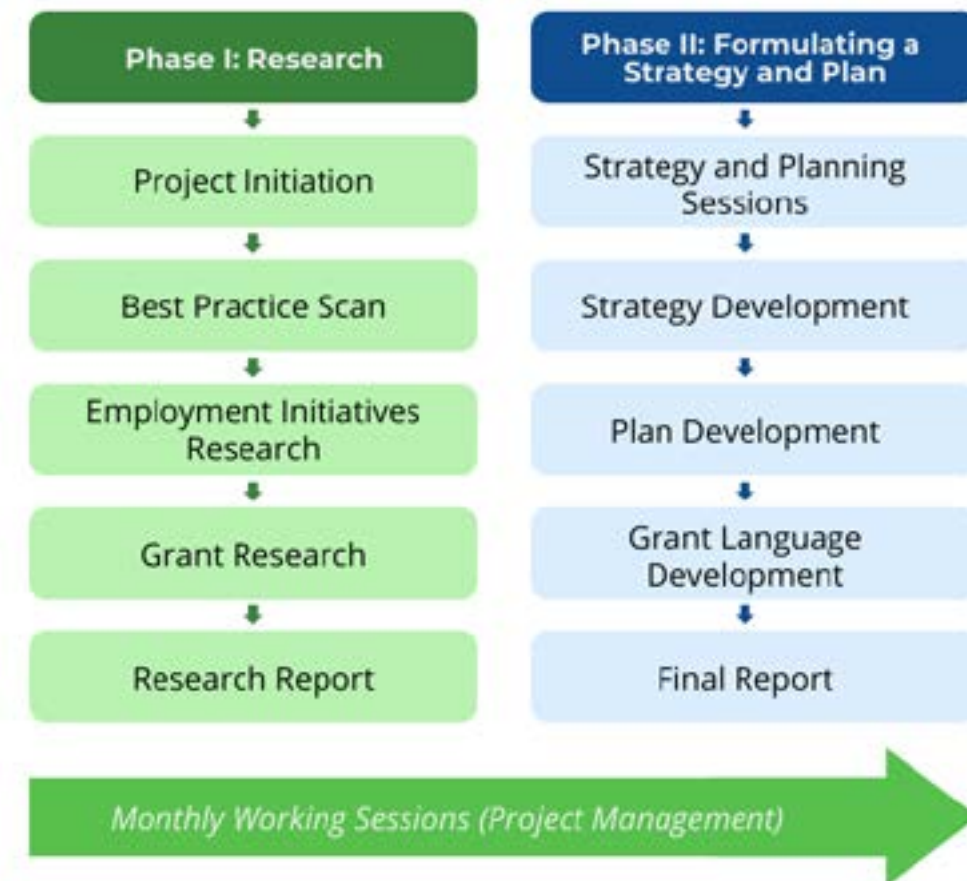 Phase I: Research
Project Initiation
Best Practice Scan
Employment Initiatives
Research
Grant Research
Research Report
Phase II: Formulating a
Strategy and Plan
Strategy and Planning
Sessions
Strategy Development
Plan Development
Grant Language
Development
Final Report
Monthly Working Sessions (Project Management)